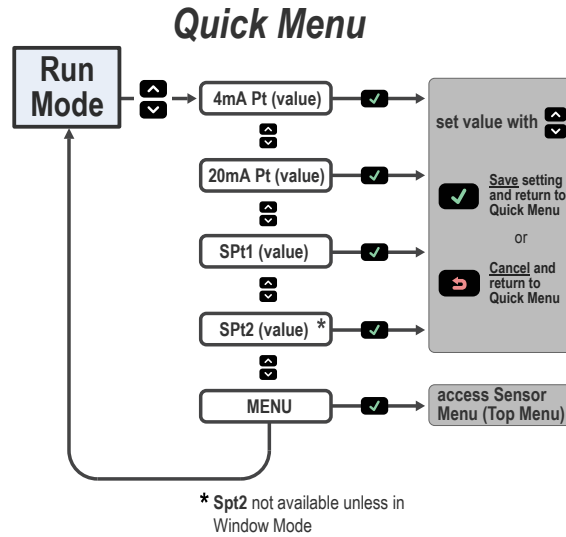 Quick Menu
Run
Mode
4mA Pt (value)
20mA Pt (value)
SPt1 (value)
SPt2 (value) *
MENU
set value with
Save setting
and return to
Quick Menu
or
Cancel and
return to
Quick Menu
access Sensor
Menu (Top Menu)
* Spt2 not available unless in
Window Mode